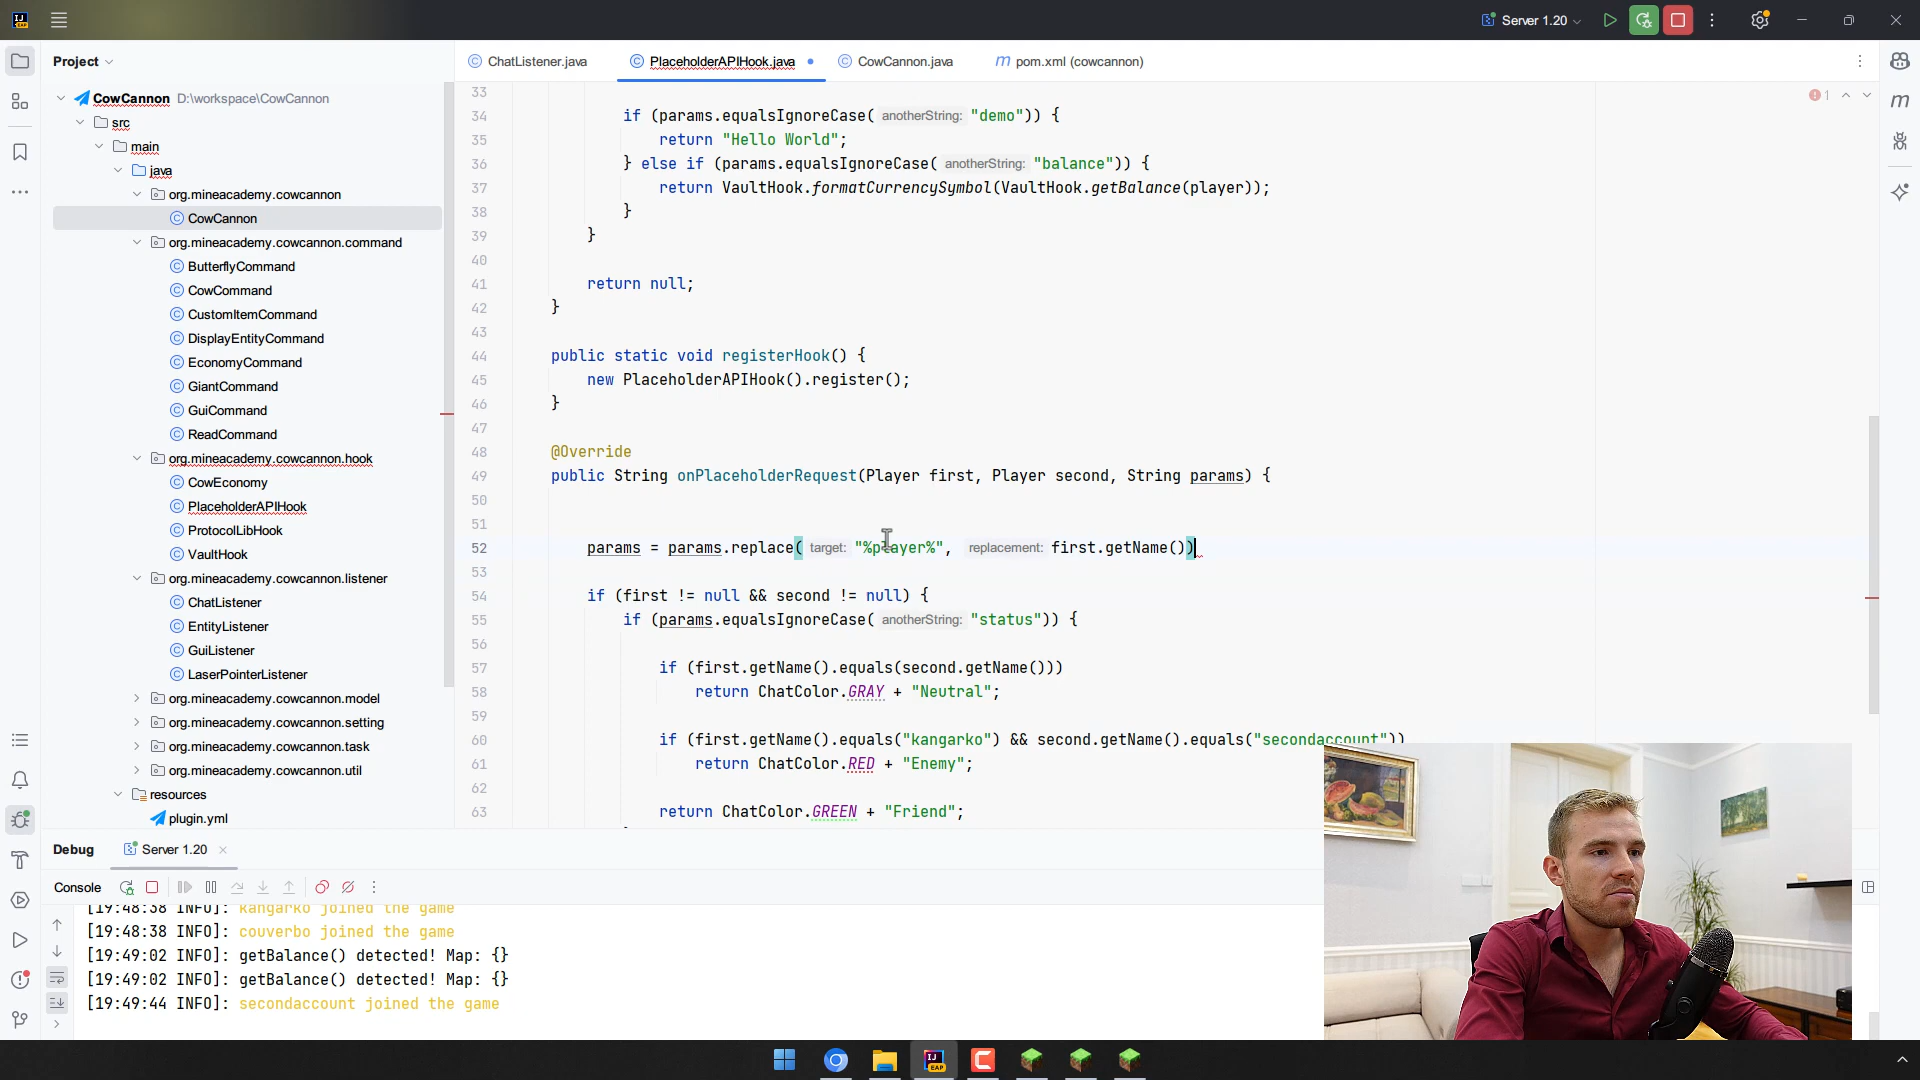 Server 1.20
Project
ChatListener.java
PlaceholderAPIHook.java
CowCannon.java
m pom.xml (cowcannon)
CowCannon D:\workspace\CowCannon
src
main
java
org.mineacademy.cowcannon
CowCannon
org.mineacademy.cowcannon.command
ButterflyCommand
CowCommand
CustomItemCommand
DisplayEntityCommand
EconomyCommand
GiantCommand
GuiCommand
ReadCommand
org.mineacademy.cowcannon.hook
CowEconomy
PlaceholderAPIHook
ProtocolLibHook
VaultHook
org.mineacademy.cowcannon.listener
ChatListener
EntityListener
GuiListener
LaserPointerListener
org.mineacademy.cowcannon.model
org.mineacademy.cowcannon.setting
org.mineacademy.cowcannon.task
org.mineacademy.cowcannon.util
resources
plugin.yml
33
34 if (params.equalsIgnoreCase( anotherString: "demo")) {
35 return "Hello World";
36 } else if (params.equalsIgnoreCase( anotherString: "balance")) {
37 return VaultHook.formatCurrencySymbol(VaultHook.getBalance(player));
38 }
39 }
40
41 return null;
42 }
43
44 public static void registerHook() {
45 new PlaceholderAPIHook().register();
46 }
47
48 @Override
49 public String onPlaceholderRequest(Player first, Player second, String params) {
50
51
52 params = params.replace( target: "%player%", replacement: first.getName())
53
54 if (first != null && second != null) {
55 if (params.equalsIgnoreCase( anotherString: "status")) {
56
57 if (first.getName().equals(second.getName()))
58 return ChatColor.GRAY + "Neutral";
59
60 if (first.getName().equals("kangarko") && second.getName().equals("secondaccount"))
61 return ChatColor.RED + "Enemy";
62
63 return ChatColor.GREEN + "Friend";
1
Debug
Server 1.20
Console
[19:48:38 INFO]: kangarko joined the game
[19:48:38 INFO]: couverbo joined the game
[19:49:02 INFO]: getBalance() detected! Map: {}
[19:49:02 INFO]: getBalance() detected! Map: {}
[19:49:44 INFO]: secondaccount joined the game